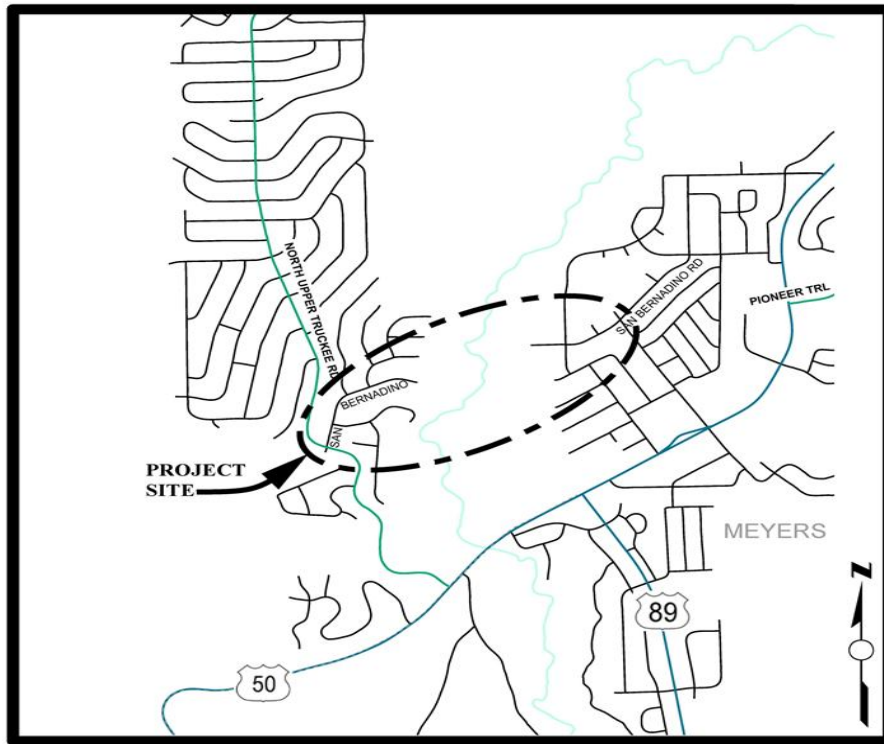 NORTH UPPER TRUCKEE RD
SAN BERNADINO RD
PIONEER TRL
SAN
BERNADINO
PROJECT
SITE
MEYERS
89
50
N